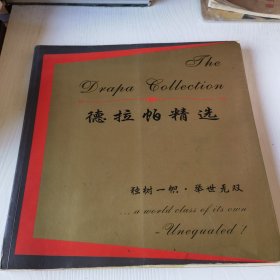 The
Drapa Collection
德拉帕精选
独树一帜·举世无双
...a world class of its own
-Unequaled!